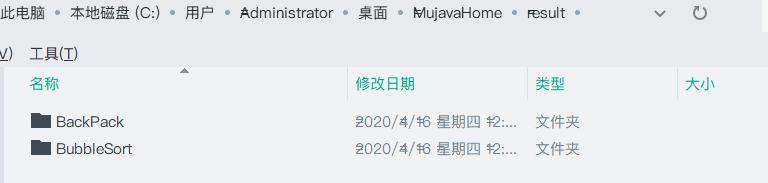 此电脑 • 本地磁盘 (C:) • 用户 • Administrator • 桌面 • MujavaHome • result •
V) 工具(T)
名称 修改日期 类型 大小
BackPack 2020/4/16 星期四 12:... 文件夹
BubbleSort 2020/4/16 星期四 12:... 文件夹